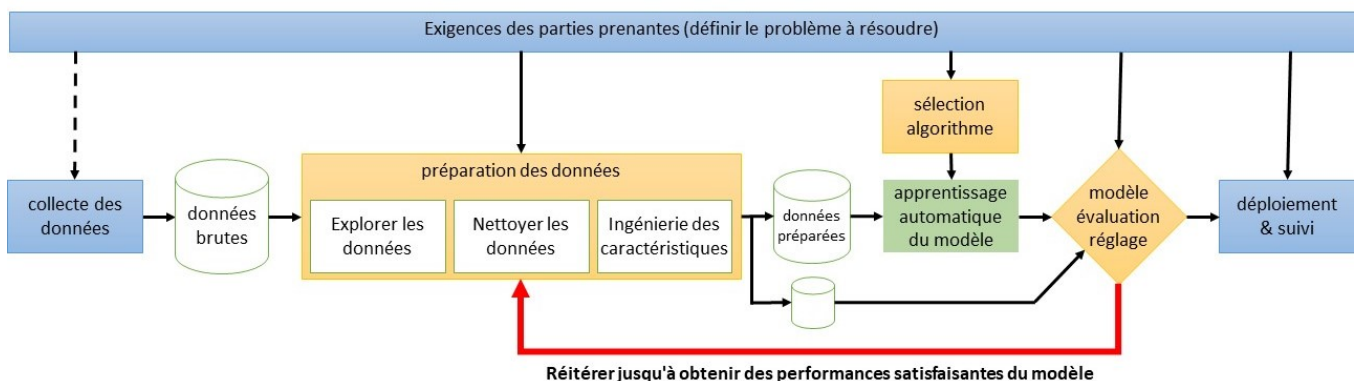 Exigences des parties prenantes (définir le problème à résoudre)
sélection
algorithme
préparation des données
collecte des
données
données
brutes
Explorer les
données
Nettoyer les
données
Ingénierie des
caractéristiques
données
préparées
apprentissage
automatique
du modèle
modèle
évaluation
réglage
déploiement
& suivi
Réitérer jusqu'à obtenir des performances satisfaisantes du modèle